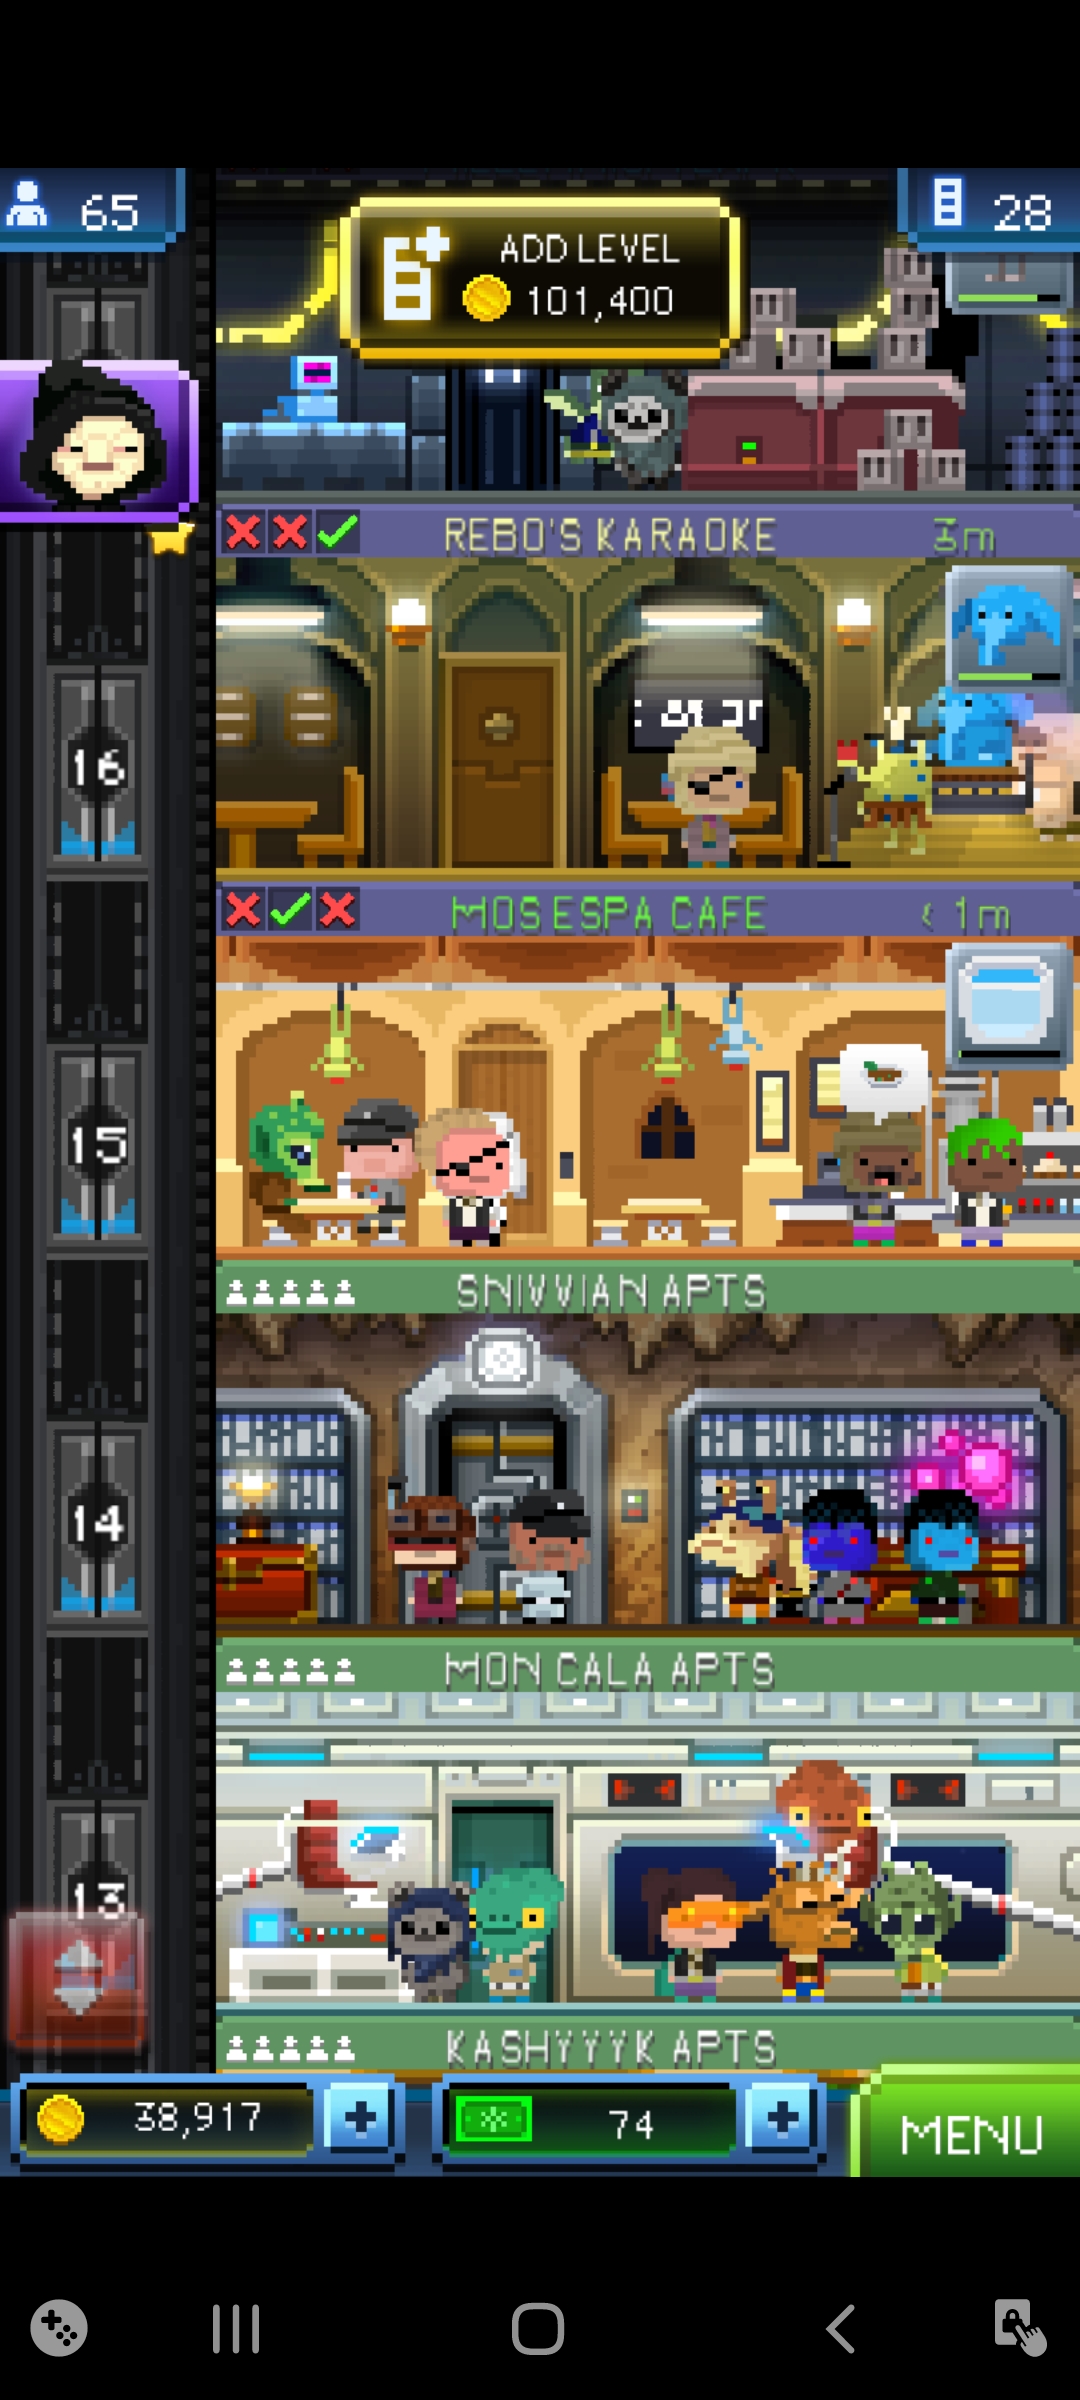 65
28
ADD LEVEL
101,400
REBO'S KARAOKE 3m
16
MOS ESPA CAFE < 1m
15
SNIVVIAN APTS
14
MON CALA APTS
13
KASHYYYK APTS
38,917
74
MENU